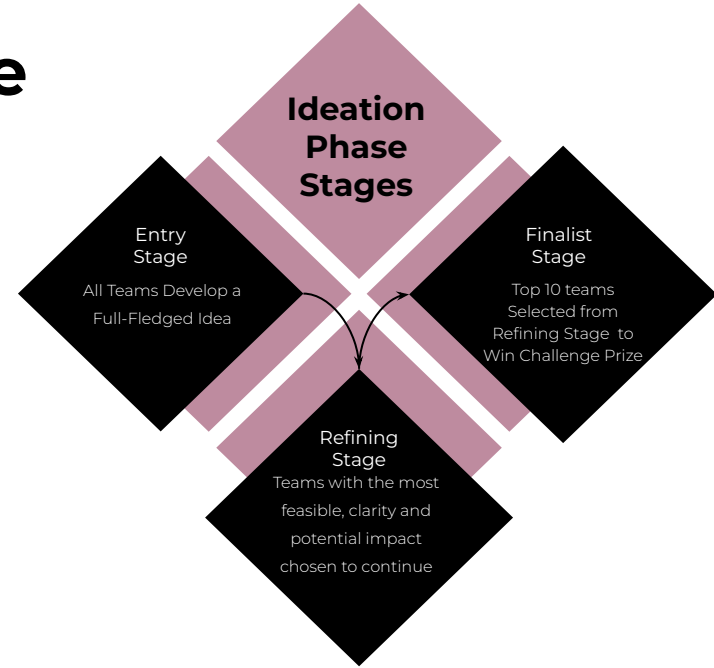 e
Ideation
Phase
Stages
Entry
Stage
All Teams Develop a
Full-Fledged Idea
Refining
Stage
Teams with the most
feasible, clarity and
potential impact
chosen to continue
Finalist
Stage
Top 10 teams
Selected from
Refining Stage to
Win Challenge Prize